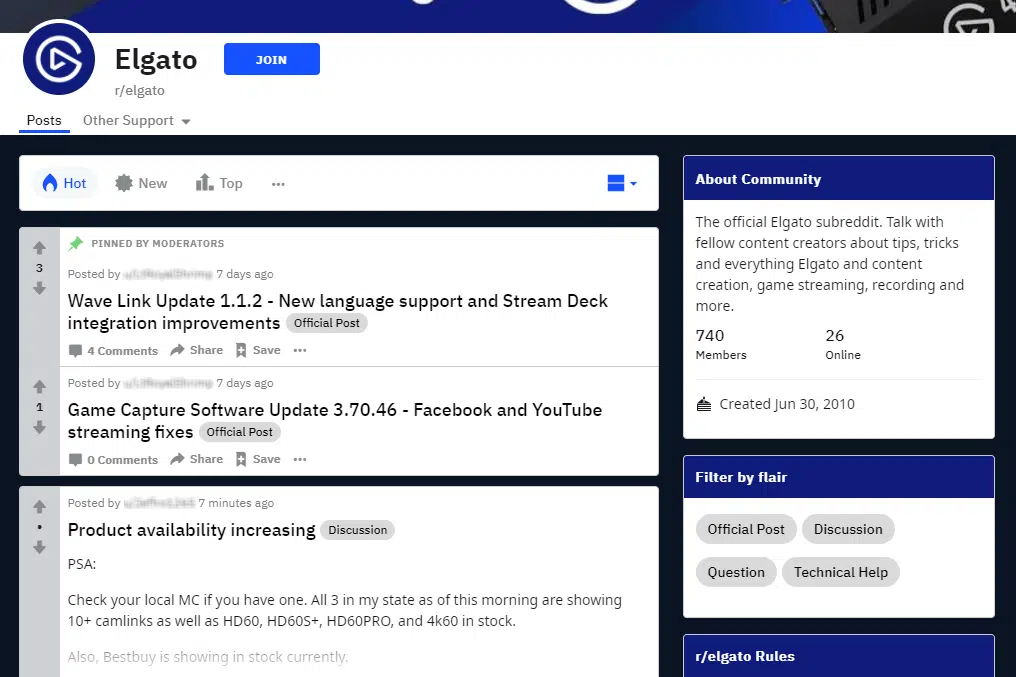 Elgato
JOIN
r/elgato
Posts
Other Support
Hot
New
Top
PINNED BY MODERATORS
3
Posted by 7 days ago
Wave Link Update 1.1.2 - New language support and Stream Deck
integration improvements Official Post
4 Comments Share Save
Posted by 7 days ago
1
Game Capture Software Update 3.70.46 - Facebook and YouTube
streaming fixes Official Post
0 Comments Share Save
Posted by 7 minutes ago
Product availability increasing Discussion
PSA:
Check your local MC if you have one. All 3 in my state as of this morning are showing
10+ camlinks as well as HD60, HD60S+, HD60PRO, and 4k60 in stock.
Also, Bestbuy is showing in stock currently.
About Community
The official Elgato subreddit. Talk with
fellow content creators about tips, tricks
and everything Elgato and content
creation, game streaming, recording and
more.
740 26
Members Online
Created Jun 30, 2010
Filter by flair
Official Post Discussion
Question Technical Help
r/elgato Rules